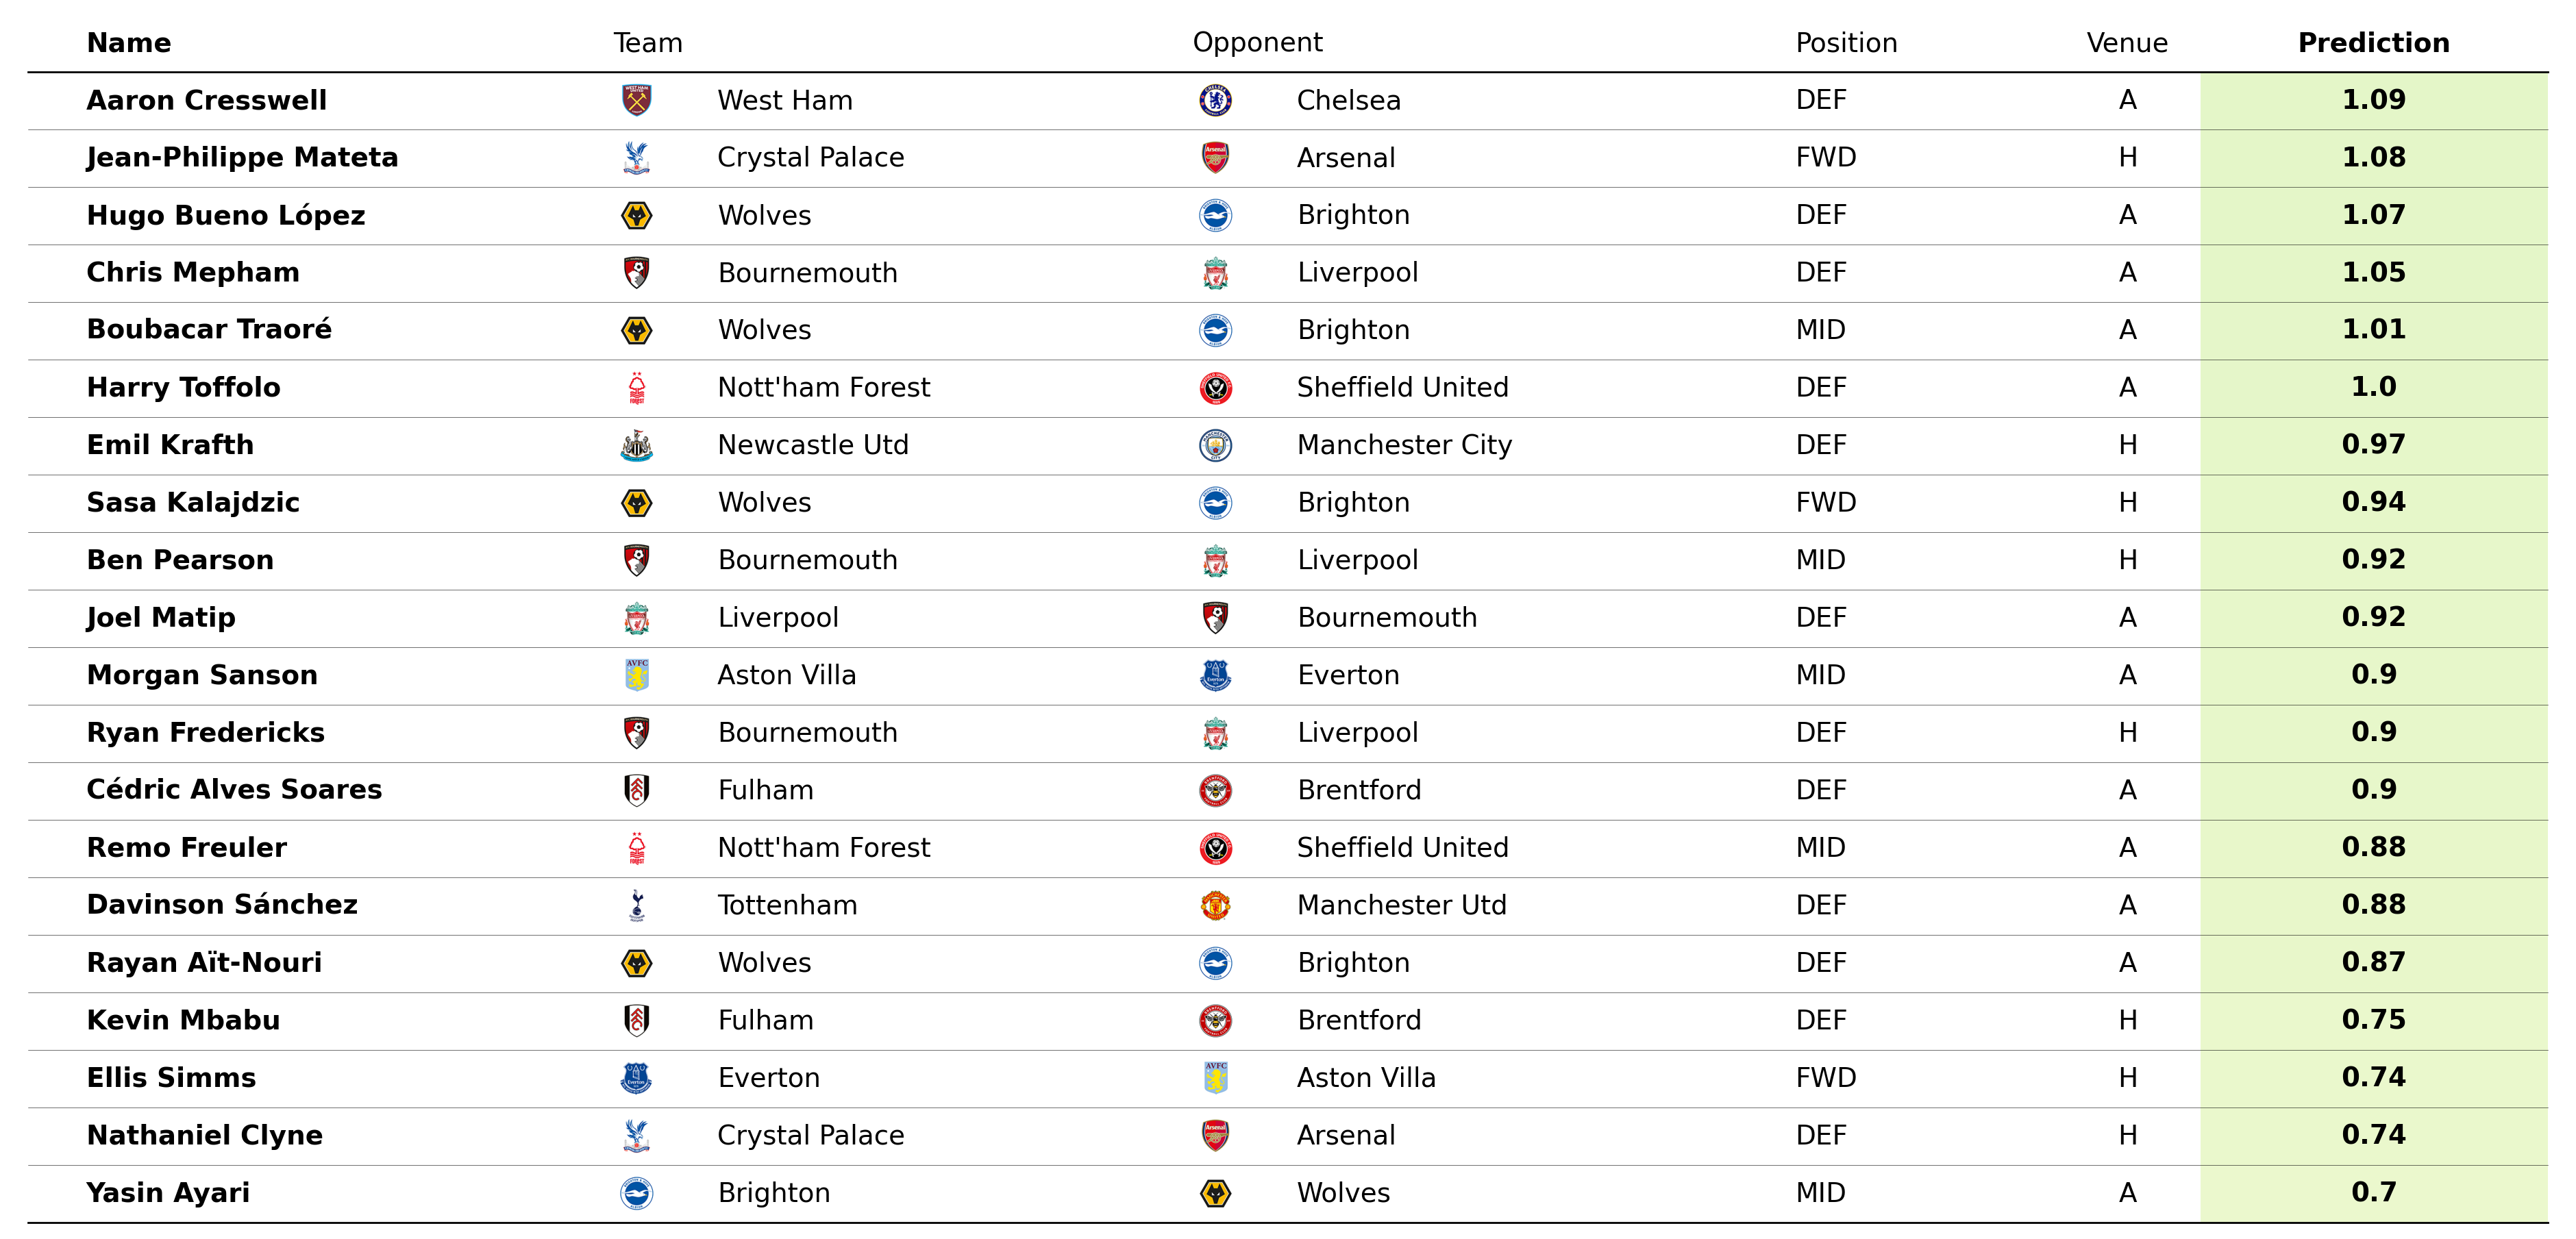 Name Team Opponent Position Venue Prediction
Aaron Cresswell West Ham Chelsea DEF A 1.09
Jean-Philippe Mateta Crystal Palace Arsenal FWD H 1.08
Hugo Bueno López Wolves Brighton DEF A 1.07
Chris Mepham Bournemouth Liverpool DEF A 1.05
Boubacar Traoré Wolves Brighton MID A 1.01
Harry Toffolo Nott'ham Forest Sheffield United DEF A 1.0
Emil Krafth Newcastle Utd Manchester City DEF H 0.97
Sasa Kalajdzic Wolves Brighton FWD H 0.94
Ben Pearson Bournemouth Liverpool MID H 0.92
Joel Matip Liverpool Bournemouth DEF A 0.92
Morgan Sanson Aston Villa Everton MID A 0.9
Ryan Fredericks Bournemouth Liverpool DEF H 0.9
Cédric Alves Soares Fulham Brentford DEF A 0.9
Remo Freuler Nott'ham Forest Sheffield United MID A 0.88
Davinson Sánchez Tottenham Manchester Utd DEF A 0.88
Rayan Aït-Nouri Wolves Brighton DEF A 0.87
Kevin Mbabu Fulham Brentford DEF H 0.75
Ellis Simms Everton Aston Villa FWD H 0.74
Nathaniel Clyne Crystal Palace Arsenal DEF H 0.74
Yasin Ayari Brighton Wolves MID A 0.7